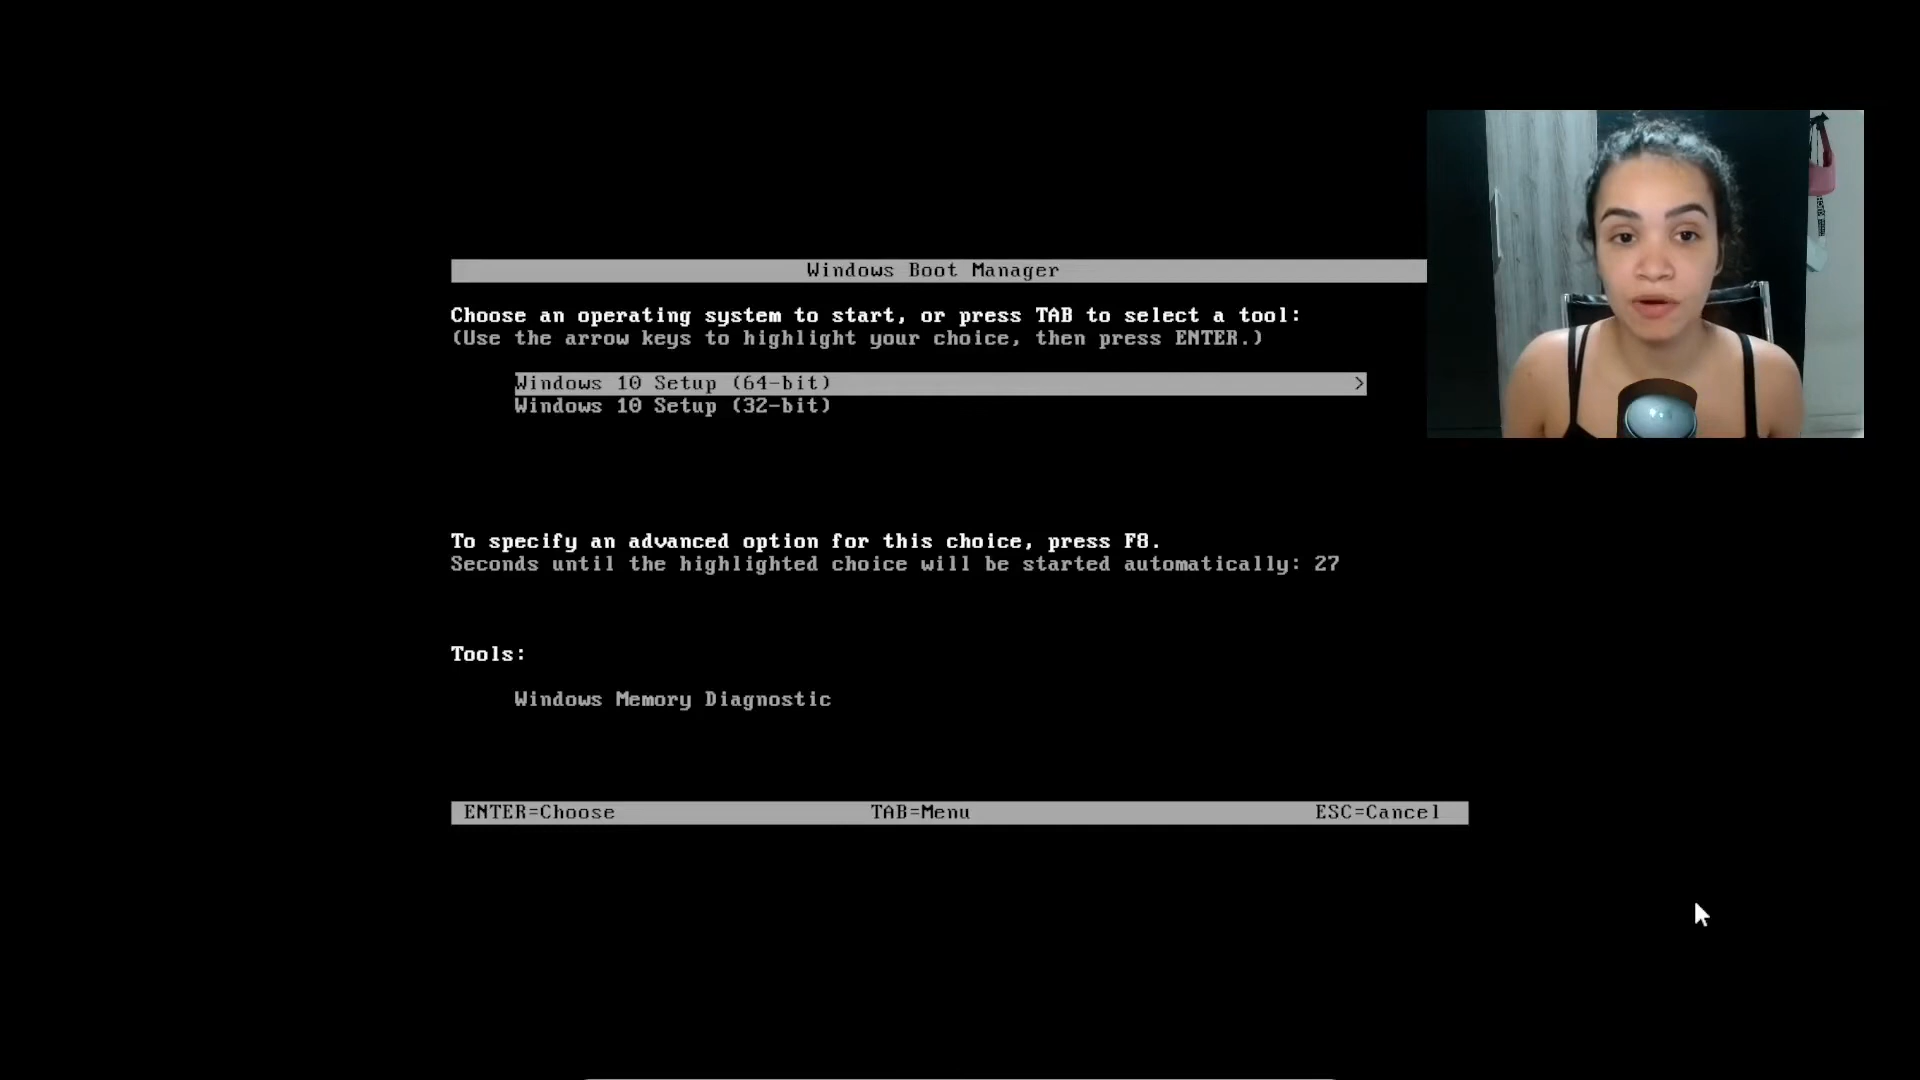 Windows Boot Manager
Choose an operating system to start, or press TAB to select a tool:
(Use the arrow keys to highlight your choice, then press ENTER.)
Windows 10 Setup (64-bit) >
Windows 10 Setup (32-bit)
To specify an advanced option for this choice, press F8.
Seconds until the highlighted choice will be started automatically: 27
Tools:
Windows Memory Diagnostic
ENTER=Choose TAB=Menu ESC=Cancel